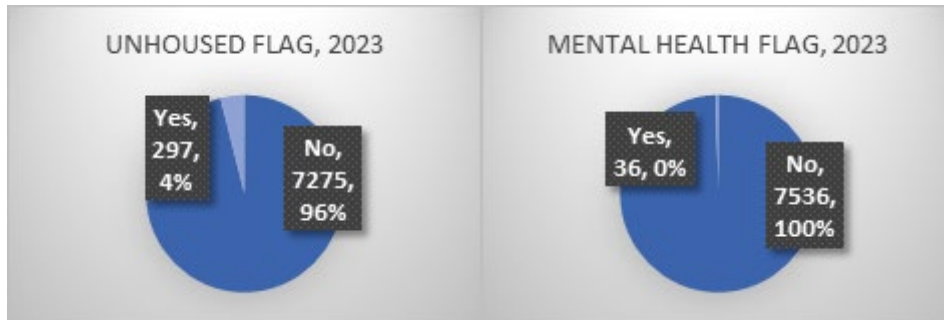 UNHOUSED FLAG, 2023
Yes,
297,
4%
No,
7275,
96%
MENTAL HEALTH FLAG, 2023
Yes,
36, 0%
No,
7536,
100%